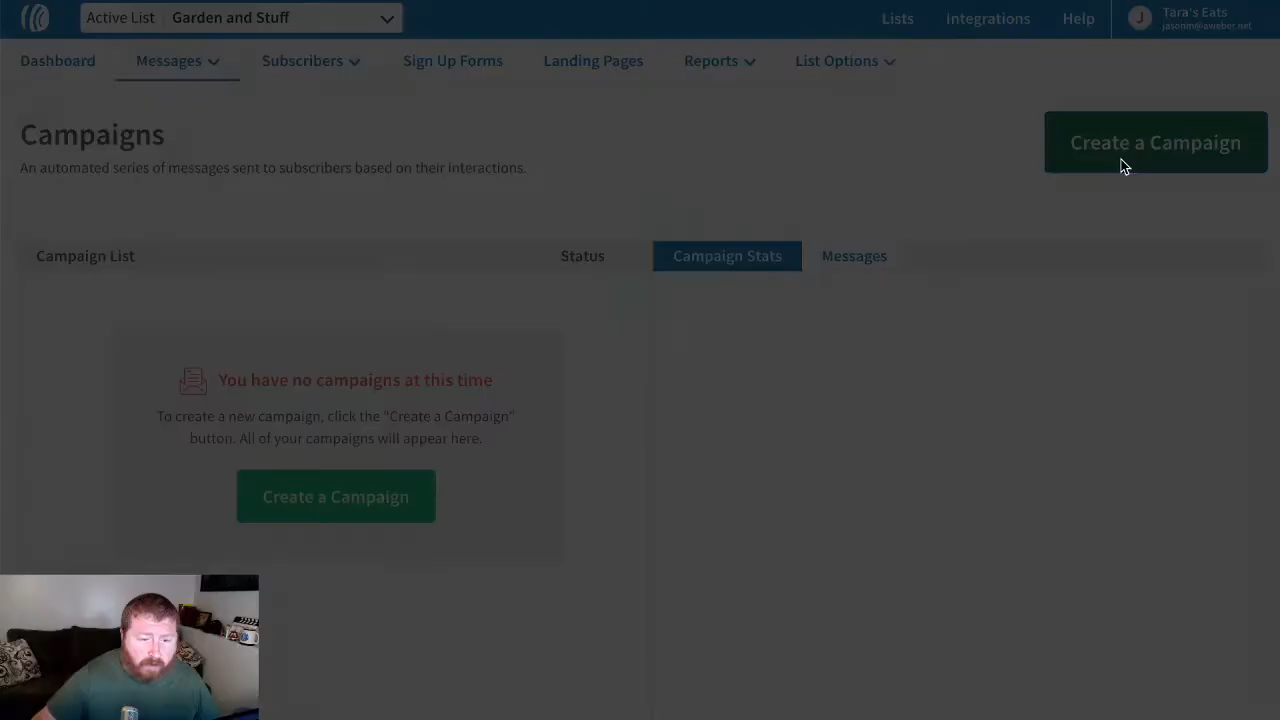 Active List Garden and Stuff
Lists Integrations Help
J Tara's Eats
jasonm@aweber.net
Dashboard Messages Subscribers Sign Up Forms Landing Pages Reports List Options
Campaigns
An automated series of messages sent to subscribers based on their interactions.
Create a Campaign
Campaign List Status Campaign Stats Messages
You have no campaigns at this time
To create a new campaign, click the "Create a Campaign"
button. All of your campaigns will appear here.
Create a Campaign